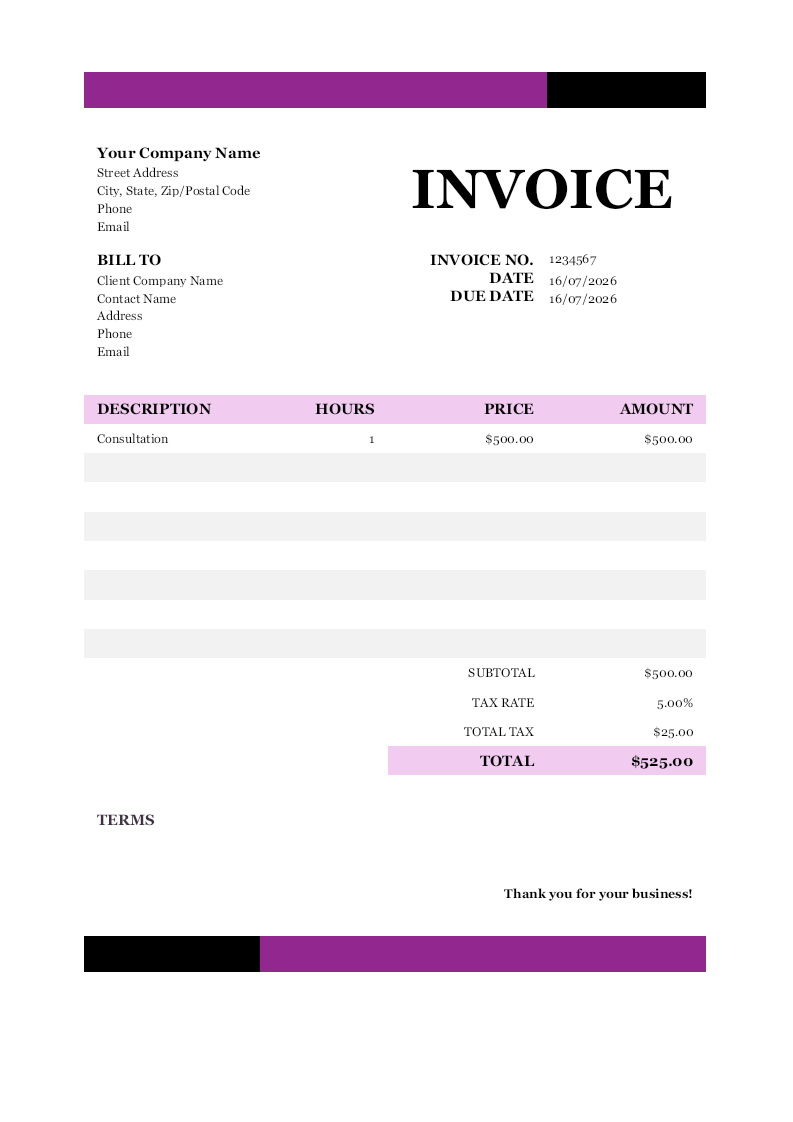 Your Company Name
Street Address
City, State, Zip/Postal Code
Phone
Email
INVOICE
BILL TO
Client Company Name
Contact Name
Address
Phone
Email
INVOICE NO. 1234567
DATE 16/07/2026
DUE DATE 16/07/2026
DESCRIPTION HOURS PRICE AMOUNT
Consultation 1 $500.00 $500.00
SUBTOTAL $500.00
TAX RATE 5.00%
TOTAL TAX $25.00
TOTAL $525.00
TERMS
Thank you for your business!